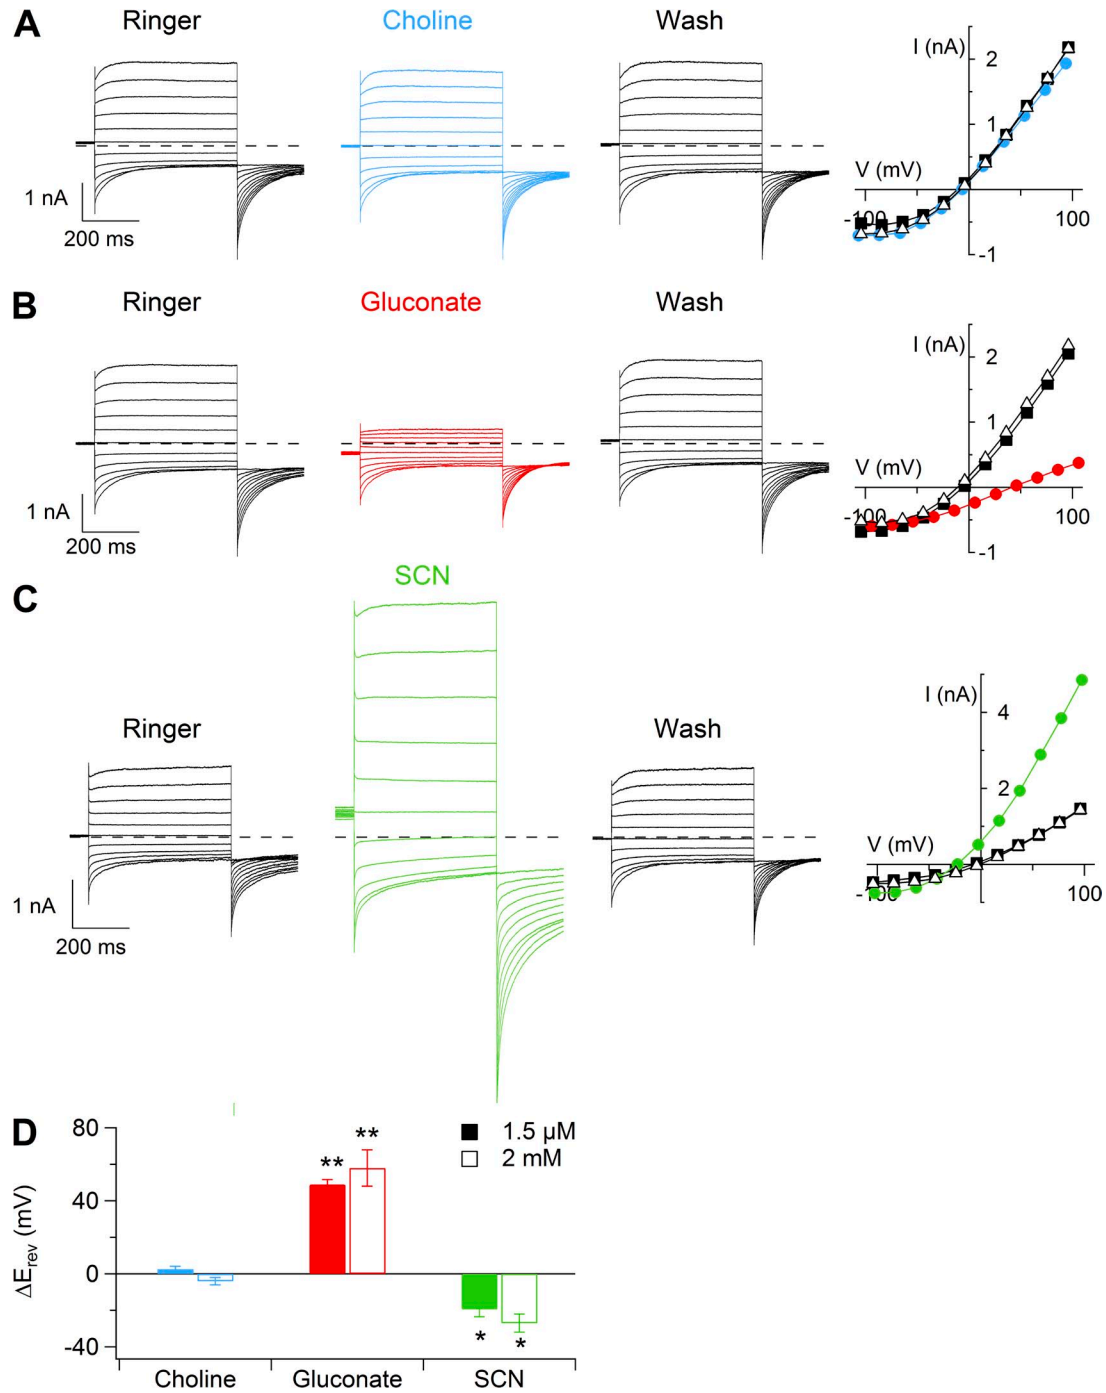 A
Ringer
Choline
Wash
I (nA)
2
1
V (mV)
-100
100
-1
1 nA
200 ms
B
Ringer
Gluconate
Wash
I (nA)
2
1
V (mV)
-100
100
-1
1 nA
200 ms
C
SCN
Ringer
Wash
I (nA)
4
2
V (mV)
-100
100
1 nA
200 ms
D
80
40
0
-40
ΔErev (mV)
** **
* *
1.5 µM
2 mM
Choline Gluconate SCN